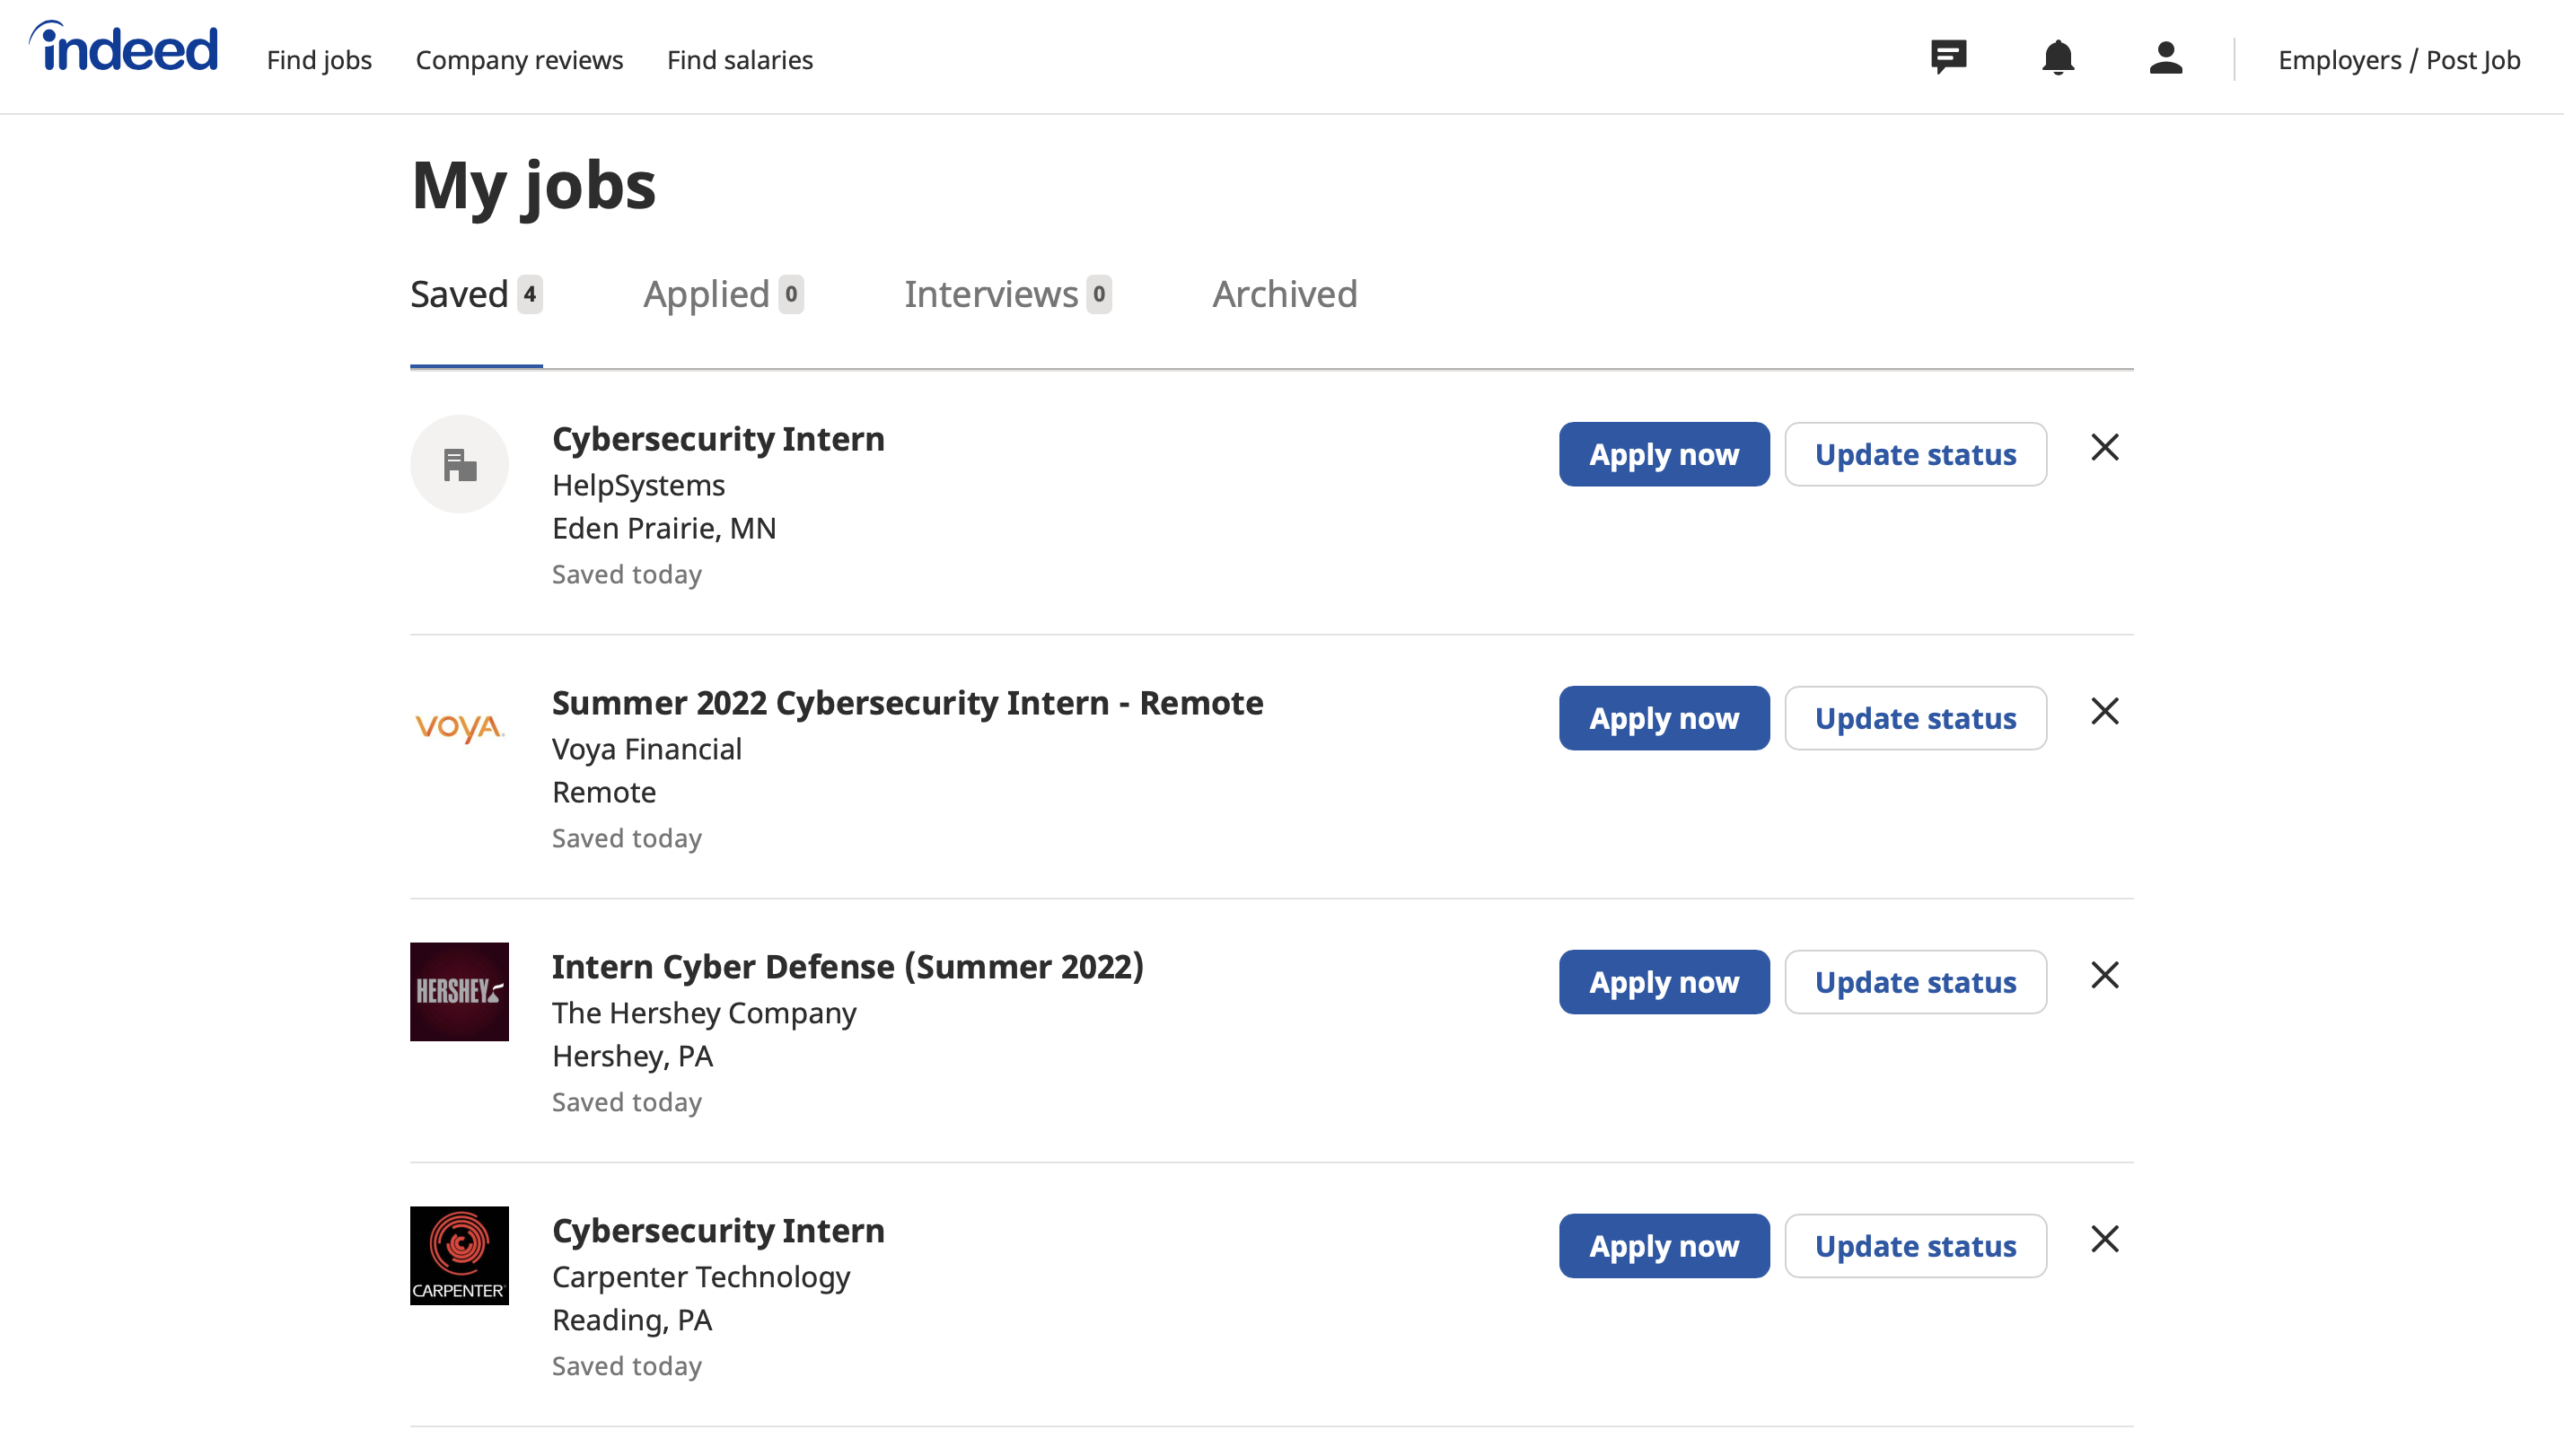 indeed Find jobs Company reviews Find salaries Employers / Post Job
My jobs
Saved 4 Applied 0 Interviews 0 Archived
Cybersecurity Intern
HelpSystems
Eden Prairie, MN
Saved today
Apply now Update status
VOYA
Summer 2022 Cybersecurity Intern - Remote
Voya Financial
Remote
Saved today
Apply now Update status
HERSHEY
Intern Cyber Defense (Summer 2022)
The Hershey Company
Hershey, PA
Saved today
Apply now Update status
CARPENTER
Cybersecurity Intern
Carpenter Technology
Reading, PA
Saved today
Apply now Update status